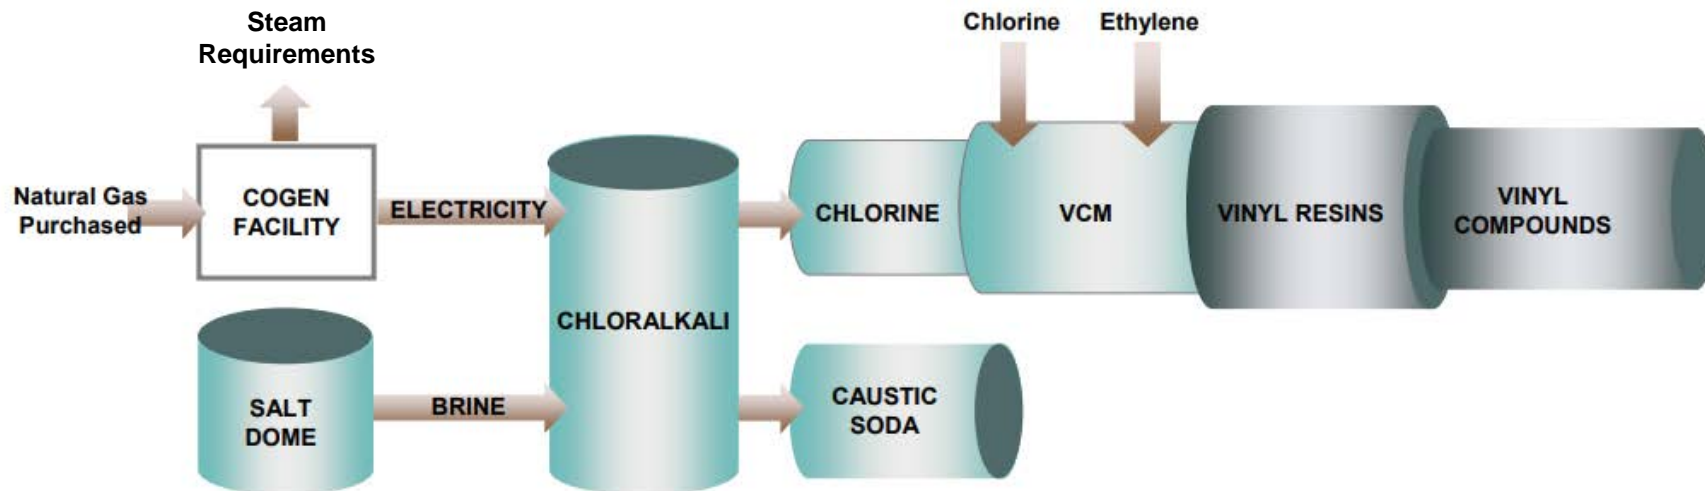 Steam
Requirements
Chlorine
Ethylene
Natural Gas
Purchased
COGEN
FACILITY
ELECTRICITY
CHLORINE
VCM
VINYL RESINS
VINYL
COMPOUNDS
CHLORALKALI
SALT
DOME
BRINE
CAUSTIC
SODA